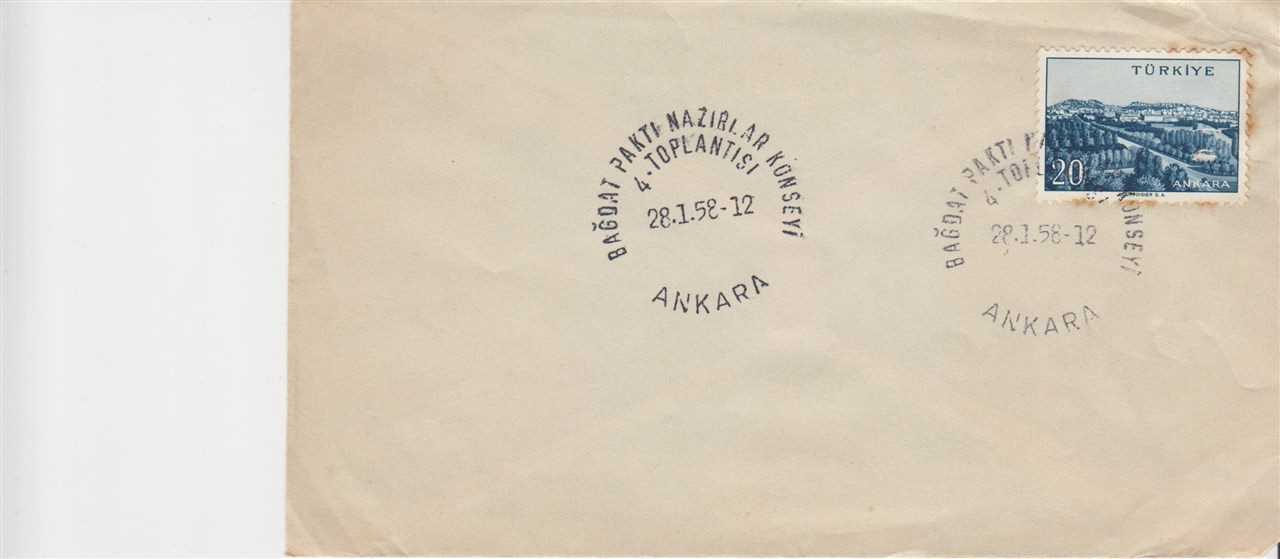 BAĞDAT PAKTI NAZIRLAR KONSEYİ
4-TOPLANTISI
28.1.58-12
ANKARA
TÜRKİYE
20
ANKARA
BAĞDAT PAKTI KONSEYİ
28.1.58-12
ANKARA